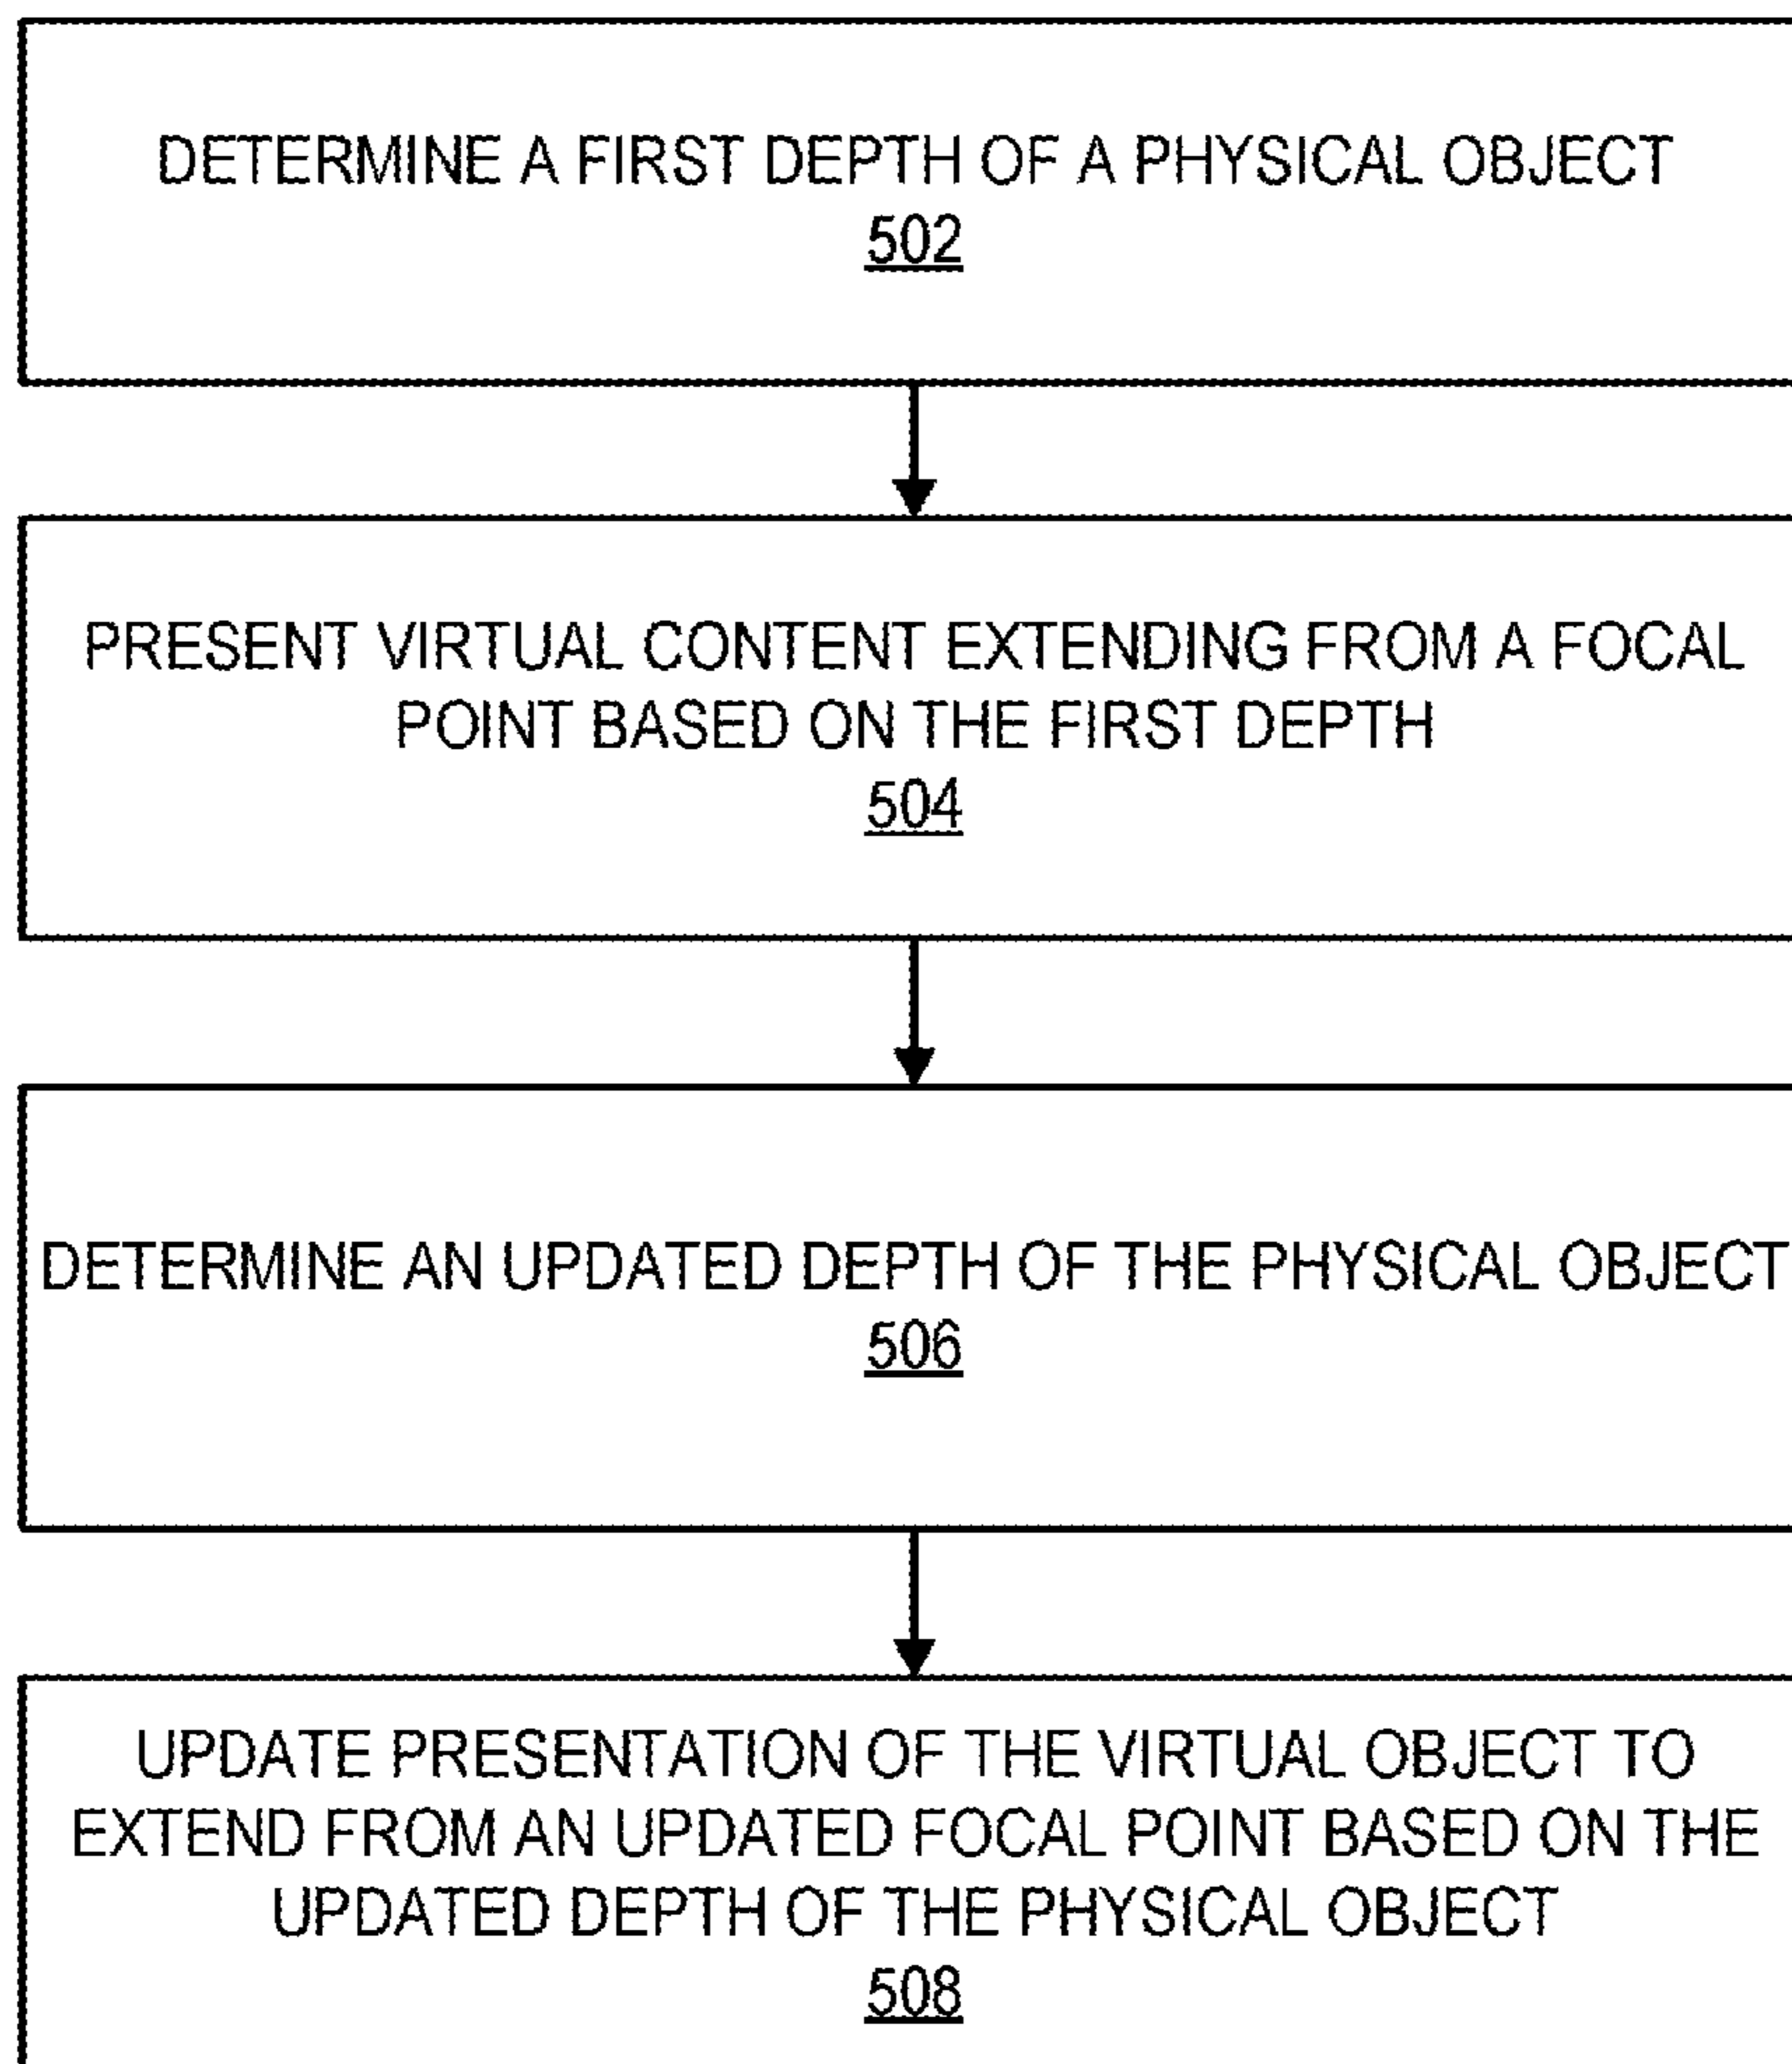 DETERMINE A FIRST DEPTH OF A PHYSICAL OBJECT
502
PRESENT VIRTUAL CONTENT EXTENDING FROM A FOCAL
POINT BASED ON THE FIRST DEPTH
504
DETERMINE AN UPDATED DEPTH OF THE PHYSICAL OBJECT
506
UPDATE PRESENTATION OF THE VIRTUAL OBJECT TO
EXTEND FROM AN UPDATED FOCAL POINT BASED ON THE
UPDATED DEPTH OF THE PHYSICAL OBJECT
508